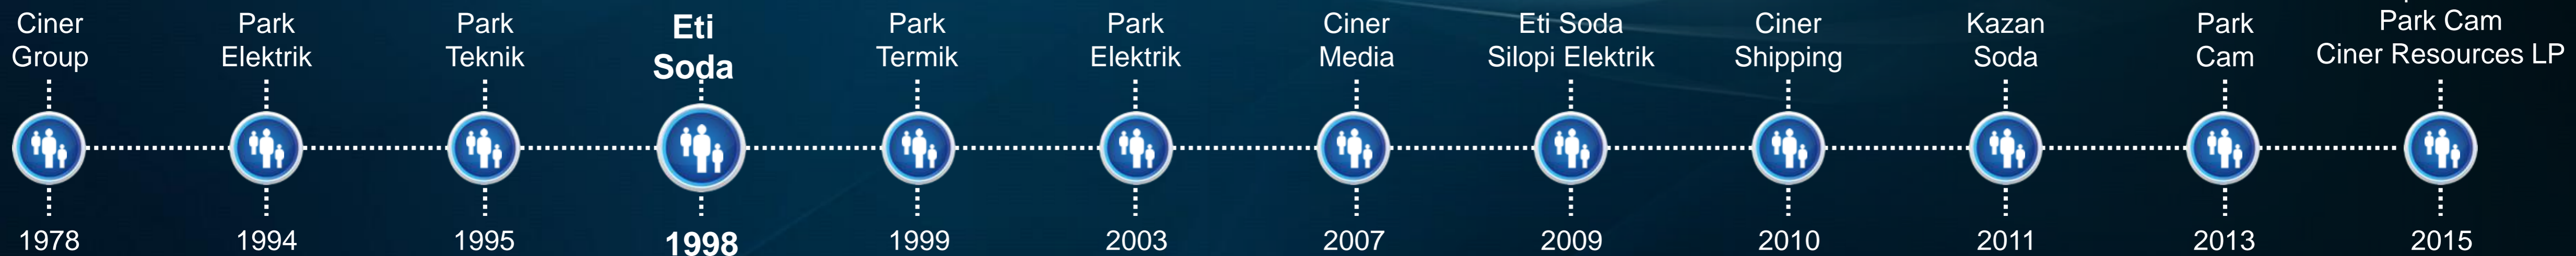 Ciner
Group
Park
Elektrik
Park
Teknik
Eti
Soda
Park
Termik
Park
Elektrik
Ciner
Media
Eti Soda
Silopi Elektrik
Ciner
Shipping
Kazan
Soda
Park
Cam
Park Cam
Ciner Resources LP
1978
1994
1995
1998
1999
2003
2007
2009
2010
2011
2013
2015